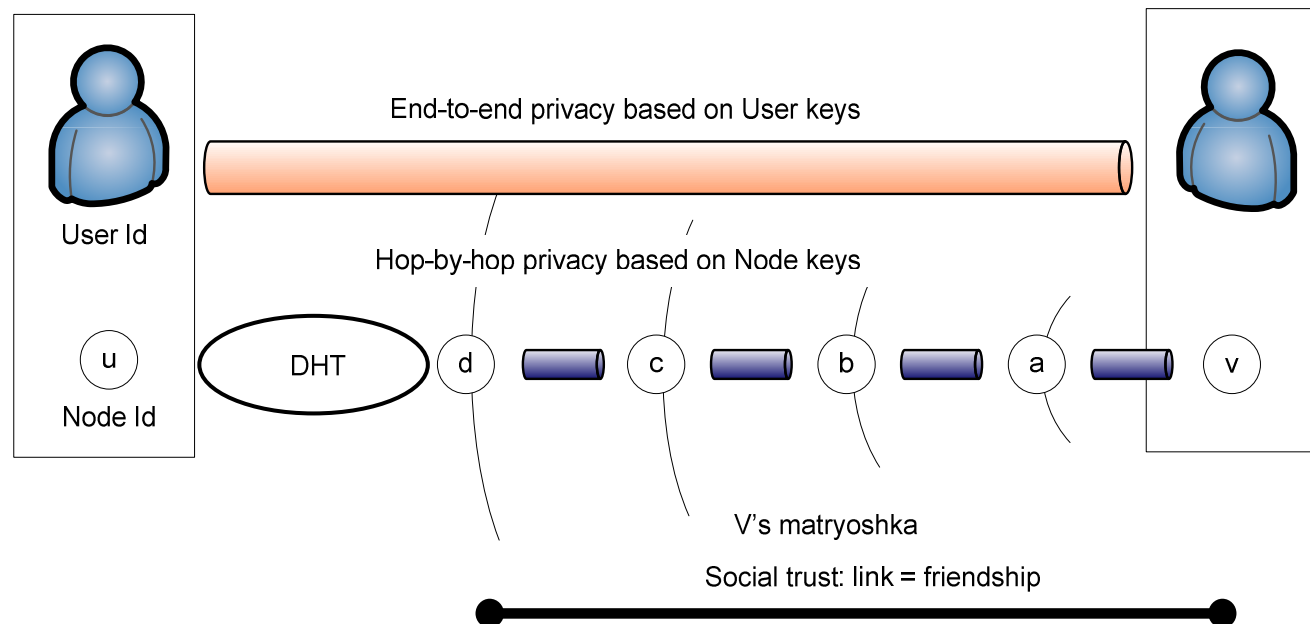 End-to-end privacy based on User keys
User Id
Hop-by-hop privacy based on Node keys
u
DHT
d
c
b
a
v
Node Id
V's matryoshka
Social trust: link = friendship